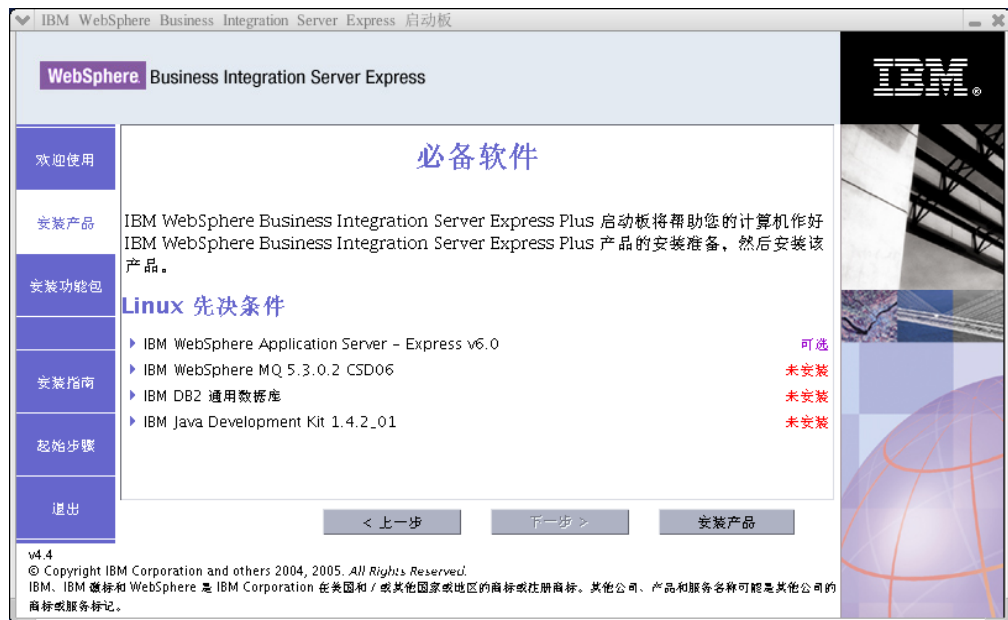 IBM WebSphere Business Integration Server Express 启动板
WebSphere. Business Integration Server Express
IBM®
欢迎使用
安装产品
安装功能包
安装指南
起始步骤
退出
必备软件
IBM WebSphere Business Integration Server Express Plus 启动板将帮助您的计算机作好
IBM WebSphere Business Integration Server Express Plus 产品的安装准备，然后安装该
产品。
Linux 先决条件
IBM WebSphere Application Server – Express v6.0 可选
IBM WebSphere MQ 5.3.0.2 CSD06 未安装
IBM DB2 通用数据库 未安装
IBM Java Development Kit 1.4.2_01 未安装
< 上一步 下一步 > 安装产品
v4.4
© Copyright IBM Corporation and others 2004, 2005. All Rights Reserved.
IBM、IBM 徽标和 WebSphere 是 IBM Corporation 在美国和 / 或其他国家或地区的商标或注册商标。其他公司、产品和服务名称可能是其他公司的
商标或服务标记。